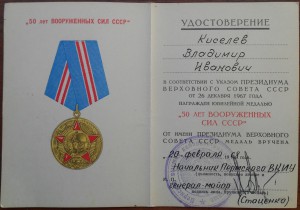 "50 ЛЕТ ВООРУЖЕННЫХ СИЛ СССР"
УДОСТОВЕРЕНИЕ
Киселев
Владимир
Иванович
В СООТВЕТСТВИИ С УКАЗОМ ПРЕЗИДИУМА
ВЕРХОВНОГО СОВЕТА СССР
ОТ 26 ДЕКАБРЯ 1967 ГОДА
НАГРАЖДЕН ЮБИЛЕЙНОЙ МЕДАЛЬЮ
"50 ЛЕТ ВООРУЖЕННЫХ
СИЛ СССР"
ОТ ИМЕНИ ПРЕЗИДИУМА ВЕРХОВНОГО
СОВЕТА СССР МЕДАЛЬ ВРУЧЕНА
20 февраля 1968
Начальник Пермского ВКИУ
генерал-майор
(Стаценко)